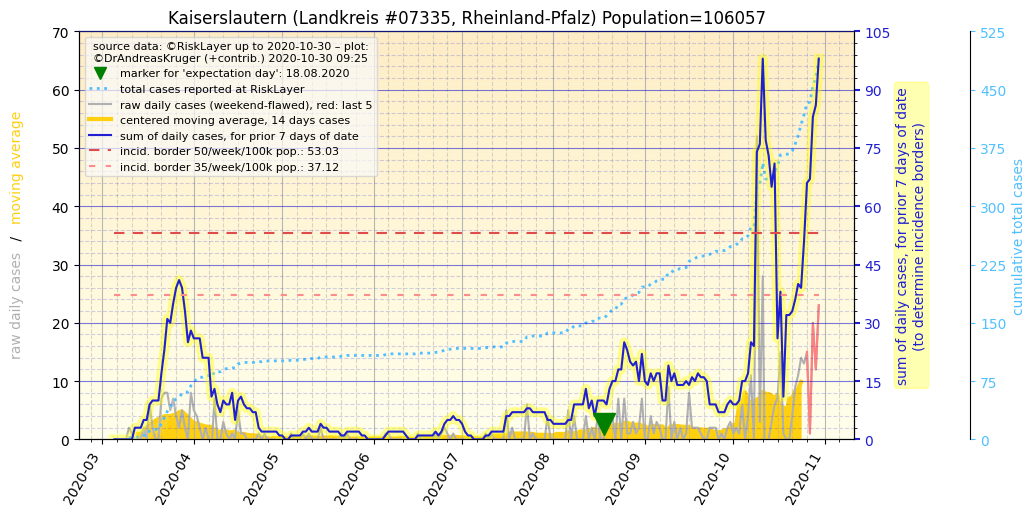 Kaiserslautern (Landkreis #07335, Rheinland-Pfalz) Population=106057
source data: ©RiskLayer up to 2020-10-30 – plot:
©DrAndreasKruger (+contrib.) 2020-10-30 09:25
marker for 'expectation day': 18.08.2020
total cases reported at RiskLayer
raw daily cases (weekend-flawed), red: last 5
centered moving average, 14 days cases
sum of daily cases, for prior 7 days of date
incid. border 50/week/100k pop.: 53.03
incid. border 35/week/100k pop.: 37.12
raw daily cases / moving average
70
60
50
40
30
20
10
0
105
90
75
60
45
30
15
0
sum of daily cases, for prior 7 days of date
(to determine incidence borders)
525
450
375
300
225
150
75
0
cumulative total cases
2020-03
2020-04
2020-05
2020-06
2020-07
2020-08
2020-09
2020-10
2020-11